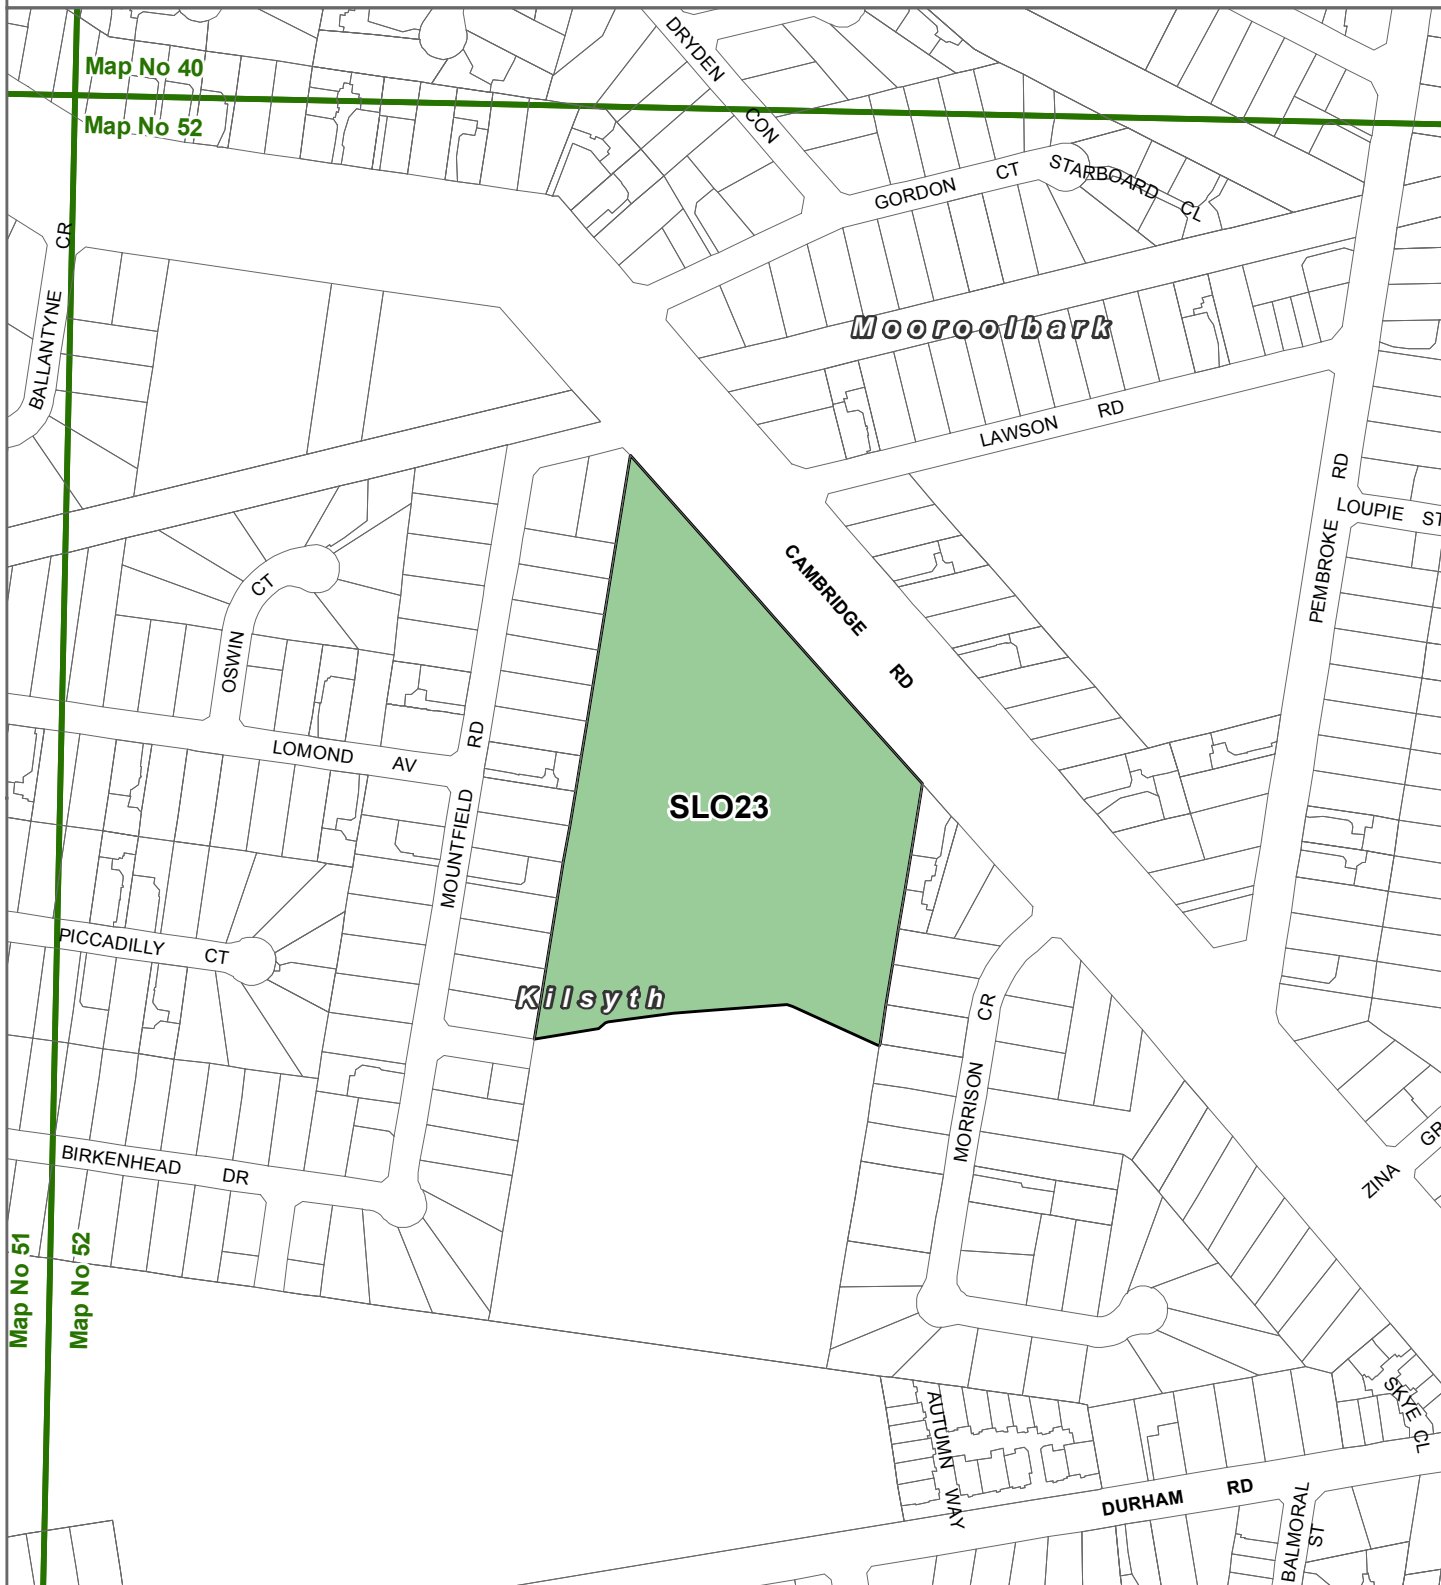 DRYDEN CON
Map No 40
Map No 52
GORDON CT
STARBOARD CL
BALLANTYNE CR
Mooroolbark
LAWSON RD
PEMBROKE RD
LOUPIE ST
CAMBRIDGE RD
OSWIN CT
LOMOND AV
MOUNTFIELD RD
SLO23
PICCADILLY CT
Kilsyth
MORRISON CR
BIRKENHEAD DR
ZINA GR
Map No 51
Map No 52
SKYE CL
AUTUMN WAY
DURHAM RD
BALMORAL ST